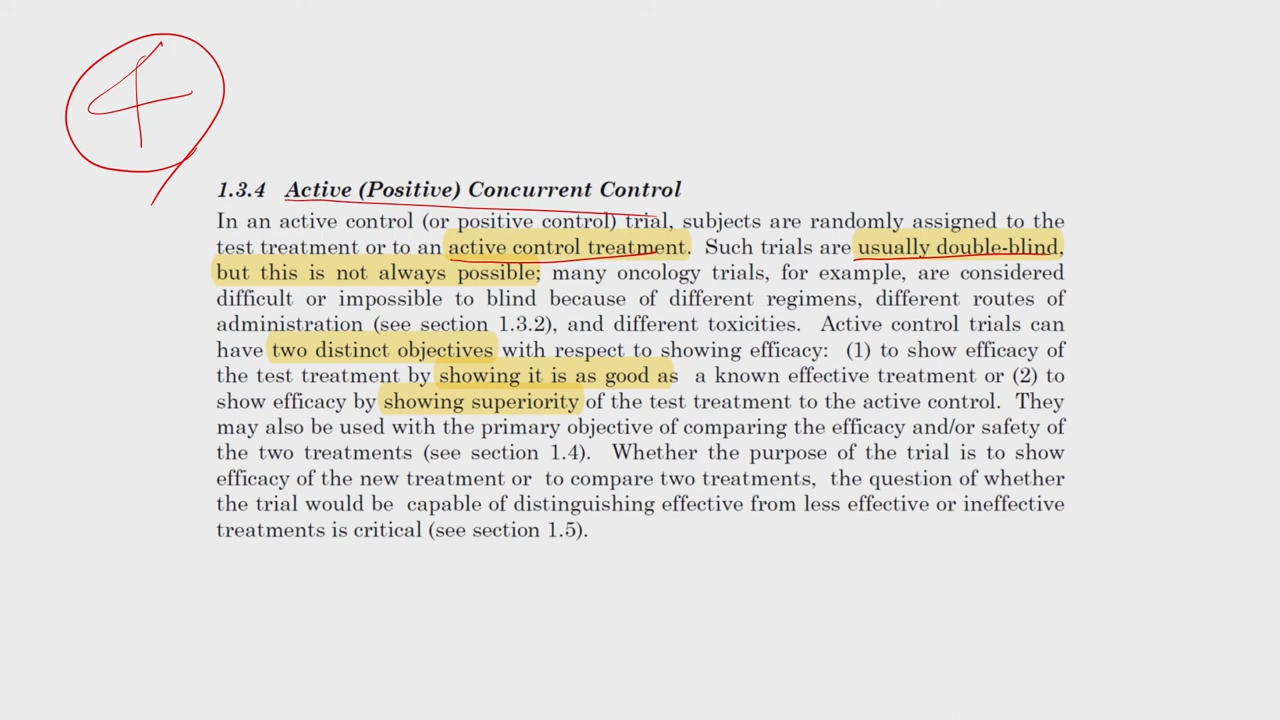 4
1.3.4 Active (Positive) Concurrent Control
In an active control (or positive control) trial, subjects are randomly assigned to the
test treatment or to an active control treatment. Such trials are usually double-blind,
but this is not always possible; many oncology trials, for example, are considered
difficult or impossible to blind because of different regimens, different routes of
administration (see section 1.3.2), and different toxicities. Active control trials can
have two distinct objectives with respect to showing efficacy: (1) to show efficacy of
the test treatment by showing it is as good as a known effective treatment or (2) to
show efficacy by showing superiority of the test treatment to the active control. They
may also be used with the primary objective of comparing the efficacy and/or safety of
the two treatments (see section 1.4). Whether the purpose of the trial is to show
efficacy of the new treatment or to compare two treatments, the question of whether
the trial would be capable of distinguishing effective from less effective or ineffective
treatments is critical (see section 1.5).